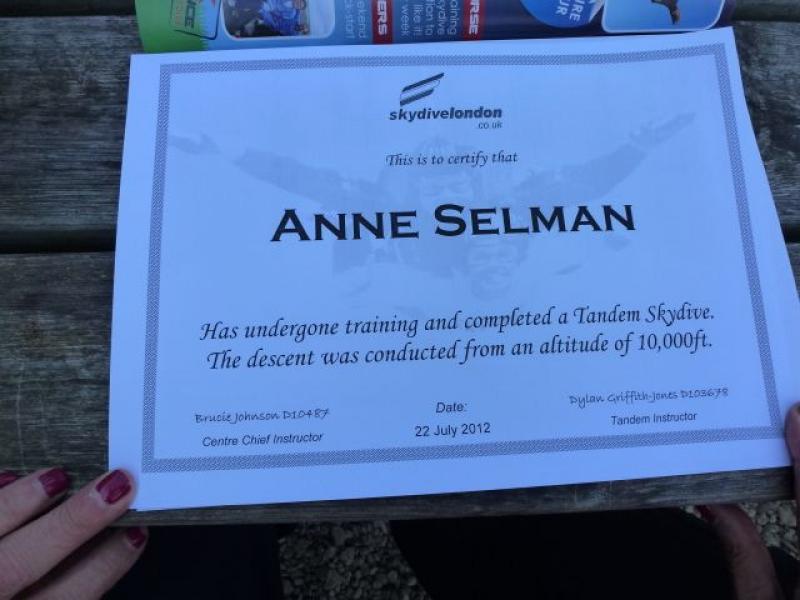 ERS
ERSE
skydivelondon
.co.uk
This is to certify that
ANNE SELMAN
Has undergone training and completed a Tandem Skydive.
The descent was conducted from an altitude of 10,000ft.
Brucie Johnson D10487
Centre Chief Instructor
Date:
22 July 2012
Dylan Griffith-Jones D103678
Tandem Instructor